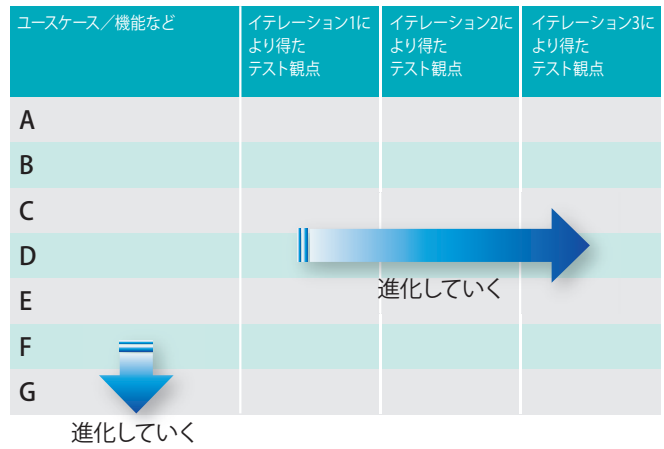 ユースケース／機能など
イテレーション1に
より得た
テスト観点
イテレーション2に
より得た
テスト観点
イテレーション3に
より得た
テスト観点
A
B
C
D
進化していく
E
F
G
進化していく